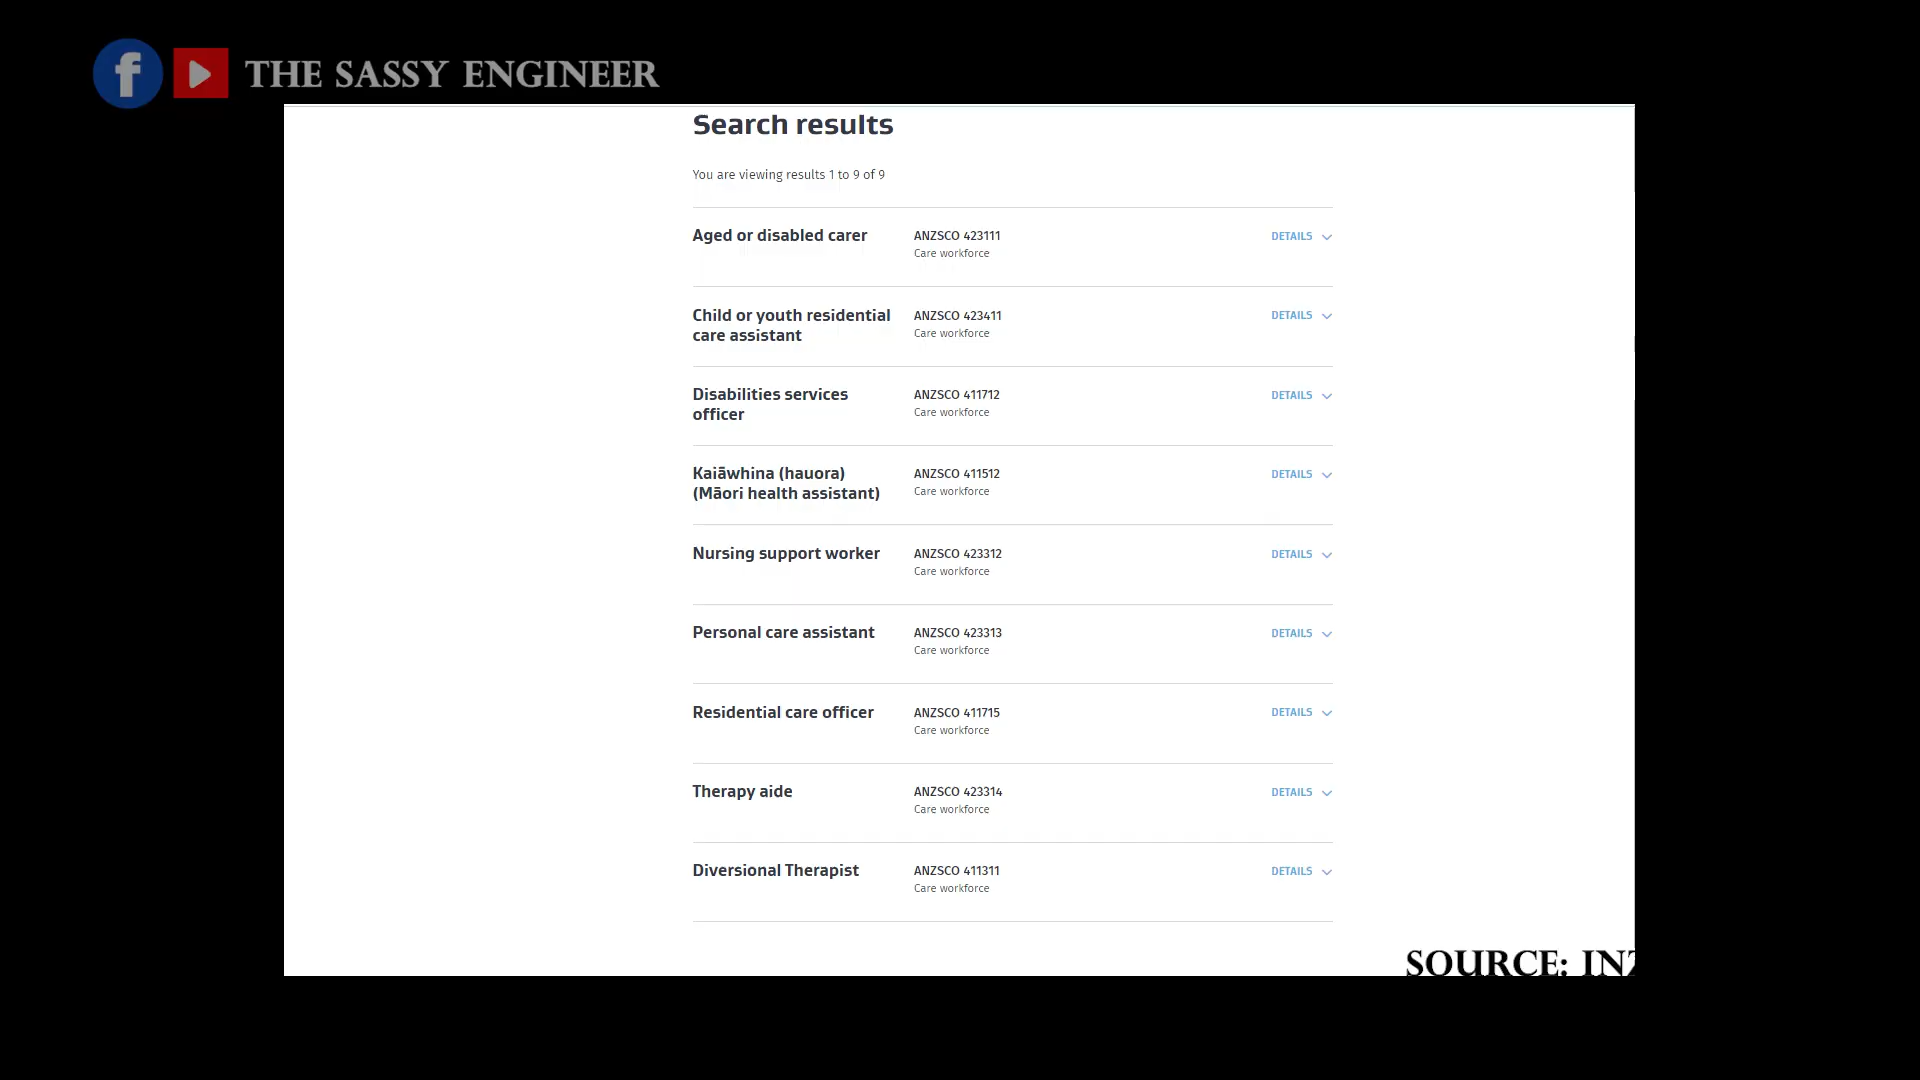 THE SASSY ENGINEER
Search results
You are viewing results 1 to 9 of 9
Aged or disabled carer
ANZSCO 423111
Care workforce
DETAILS
Child or youth residential
care assistant
ANZSCO 423411
Care workforce
DETAILS
Disabilities services
officer
ANZSCO 411712
Care workforce
DETAILS
Kaiāwhina (hauora)
(Māori health assistant)
ANZSCO 411512
Care workforce
DETAILS
Nursing support worker
ANZSCO 423312
Care workforce
DETAILS
Personal care assistant
ANZSCO 423313
Care workforce
DETAILS
Residential care officer
ANZSCO 411715
Care workforce
DETAILS
Therapy aide
ANZSCO 423314
Care workforce
DETAILS
Diversional Therapist
ANZSCO 411311
Care workforce
DETAILS
SOURCE: INZ